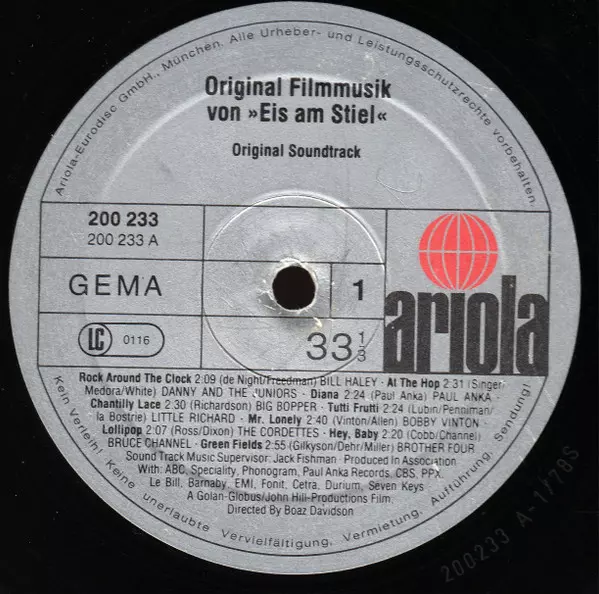 Ariola-Eurodisc GmbH., München. Alle Urheber- und Leistungsschutzrechte vorbehalten.
Original Filmmusik
von »Eis am Stiel«
Original Soundtrack
200 233
200 233 A
GEMA
1
ariola
LC 0116
33 1/3
Rock Around The Clock 2:09 (de Night/Freedman) BILL HALEY · At The Hop 2:31 (Singer/
Medora/White) DANNY AND THE JUNIORS · Diana 2:24 (Paul Anka) PAUL ANKA ·
Chantilly Lace 2:30 (Richardson) BIG BOPPER · Tutti Frutti 2:24 (Lubin/Penniman/
la Bostrie) LITTLE RICHARD · Mr. Lonely 2:40 (Vinton/Allen) BOBBY VINTON
Lollipop 2:07 (Ross/Dixon) THE CORDETTES · Hey, Baby 2:20 (Cobb/Channel)
BRUCE CHANNEL · Green Fields 2:55 (Gilkyson/Dehr/Miller) BROTHER FOUR
Sound Track Music Supervisor: Jack Fishman · Produced In Association
With: ABC, Speciality, Phonogram, Paul Anka Records, CBS, PPX,
Le Bill, Barnaby, EMI, Fonit, Cetra, Durium, Seven Keys
A Golan-Globus/John Hill-Productions Film
Directed By Boaz Davidson
Kein Verleih! Keine unerlaubte Vervielfältigung, Vermietung, Aufführung, Sendung!
200233 A-1/78S